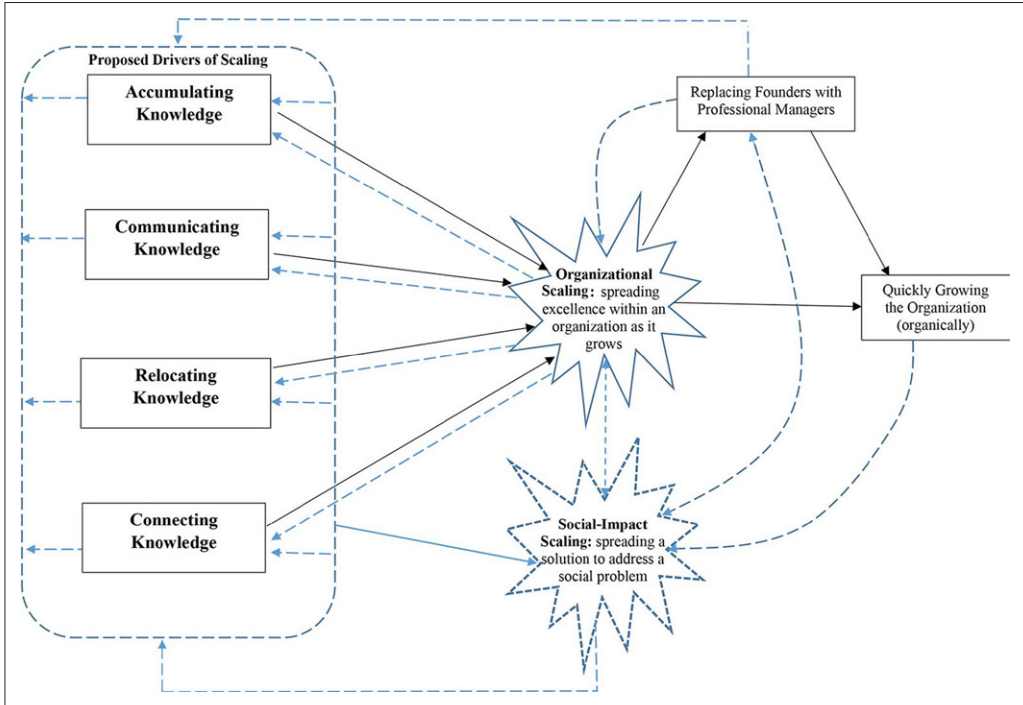 Proposed Drivers of Scaling
Accumulating
Knowledge
Communicating
Knowledge
Relocating
Knowledge
Connecting
Knowledge
Organizational
Scaling: spreading
excellence within an
organization as it
grows
Social-Impact
Scaling: spreading a
solution to address a
social problem
Replacing Founders with
Professional Managers
Quickly Growing
the Organization
(organically)